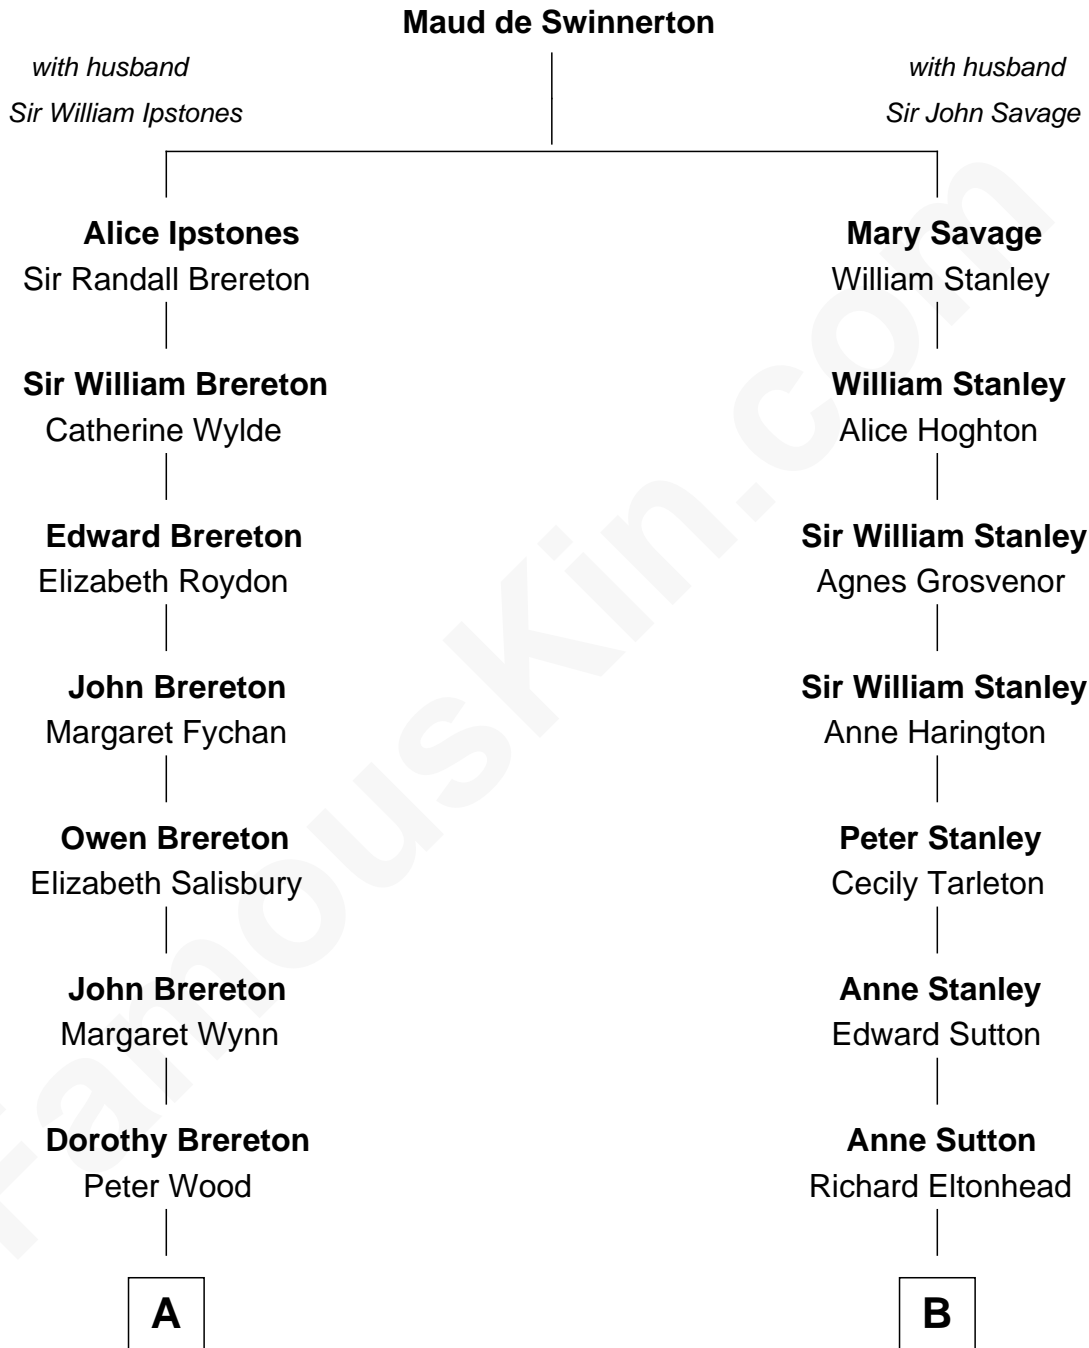 Maud de Swinnerton
with husband
Sir William Ipstones
with husband
Sir John Savage
Alice Ipstones
Sir Randall Brereton
Mary Savage
William Stanley
Sir William Brereton
Catherine Wylde
William Stanley
Alice Hoghton
Edward Brereton
Elizabeth Roydon
Sir William Stanley
Agnes Grosvenor
John Brereton
Margaret Fychan
Sir William Stanley
Anne Harington
Owen Brereton
Elizabeth Salisbury
Peter Stanley
Cecily Tarleton
John Brereton
Margaret Wynn
Anne Stanley
Edward Sutton
Dorothy Brereton
Peter Wood
Anne Sutton
Richard Eltonhead
A
B
FamousKin.com